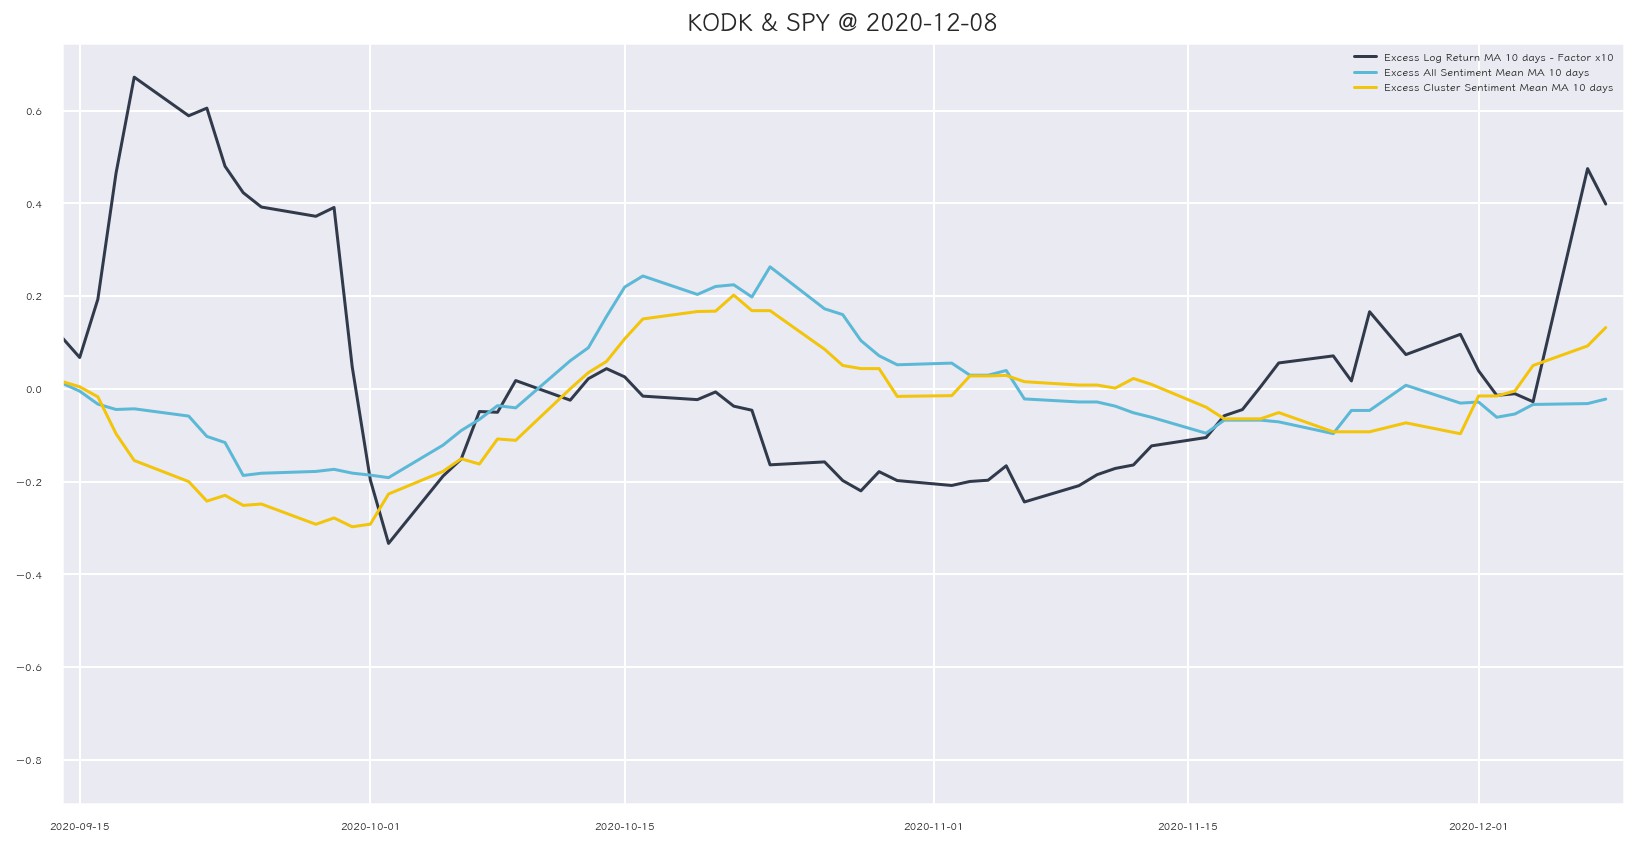 KODK & SPY @ 2020-12-08
Excess Log Return MA 10 days - Factor x10
Excess All Sentiment Mean MA 10 days
Excess Cluster Sentiment Mean MA 10 days
0.6
0.4
0.2
0.0
−0.2
−0.4
−0.6
−0.8
2020-09-15 2020-10-01 2020-10-15 2020-11-01 2020-11-15 2020-12-01